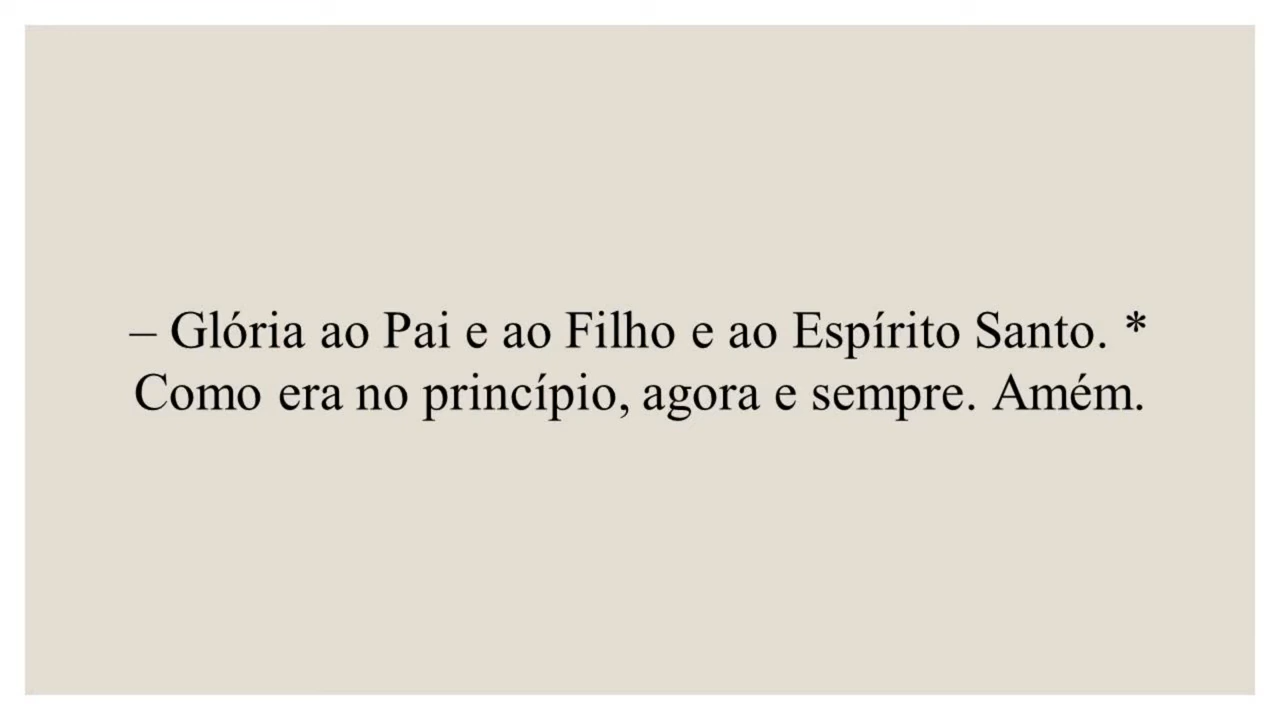 – Glória ao Pai e ao Filho e ao Espírito Santo. *
Como era no princípio, agora e sempre. Amém.